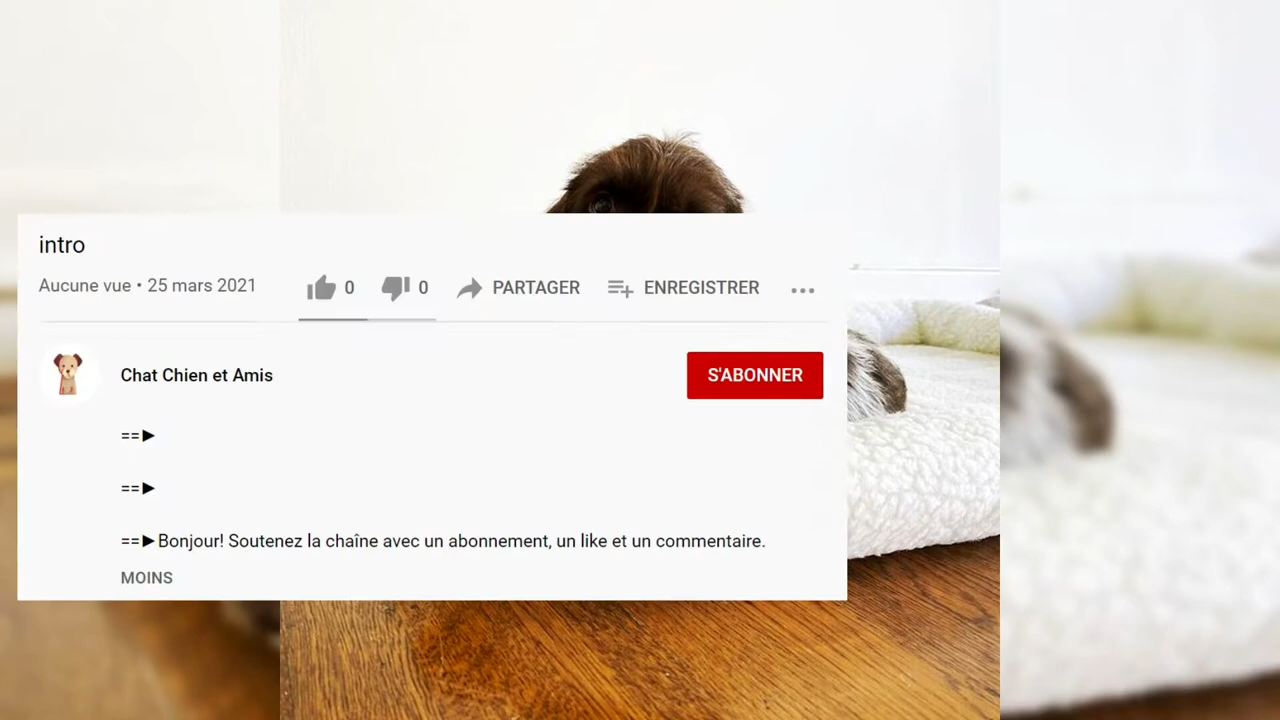 intro
Aucune vue • 25 mars 2021
0
0
PARTAGER
ENREGISTRER
Chat Chien et Amis
S'ABONNER
==►
==►
==►Bonjour! Soutenez la chaîne avec un abonnement, un like et un commentaire.
MOINS